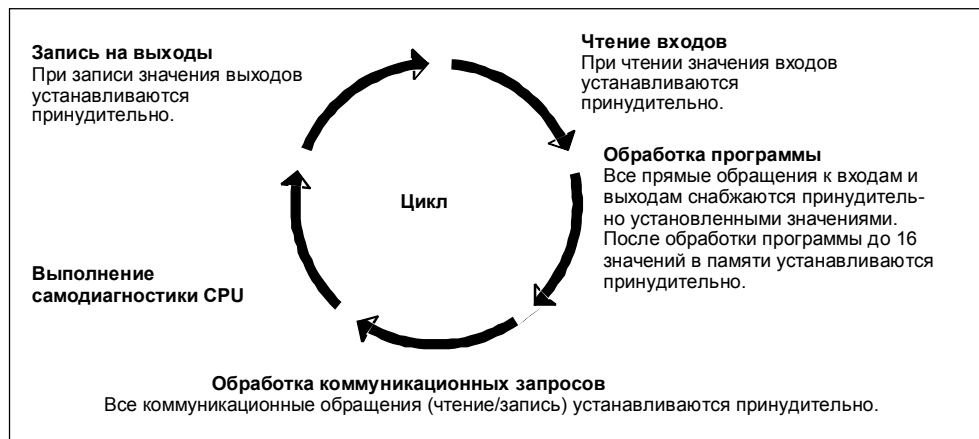 Запись на выходы
При записи значения выходов
устанавливаются
принудительно.
Чтение входов
При чтении значения входов
устанавливаются
принудительно.
Обработка программы
Все прямые обращения к входам и
выходам снабжаются принудитель-
но установленными значениями.
После обработки программы до 16
значений в памяти устанавливаются
принудительно.
Цикл
Выполнение
самодиагностики CPU
Обработка коммуникационных запросов
Все коммуникационные обращения (чтение/запись) устанавливаются принудительно.